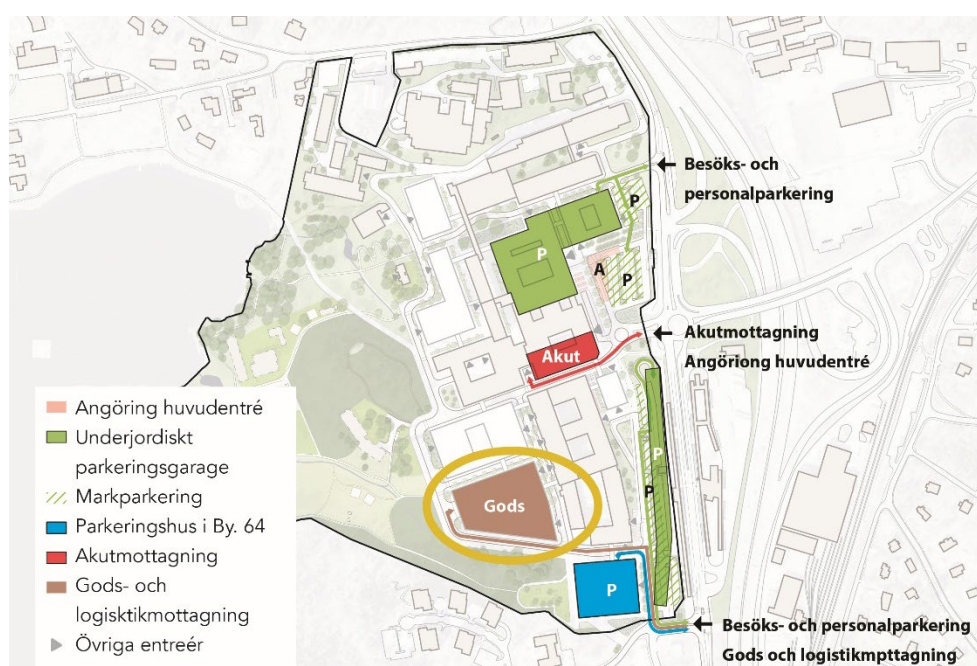 Besöks- och
personalparkering
P
P
A
P
Akutmottagning
Angöriong huvudentré
Akut
Angöring huvudentré
Underjordiskt
parkeringsgarage
Markparkering
Parkeringshus i By. 64
Akutmottagning
Gods- och
logisktikmottagning
Övriga entreér
P
P
Gods
P
Besöks- och personalparkering
Gods och logistikmpttagning